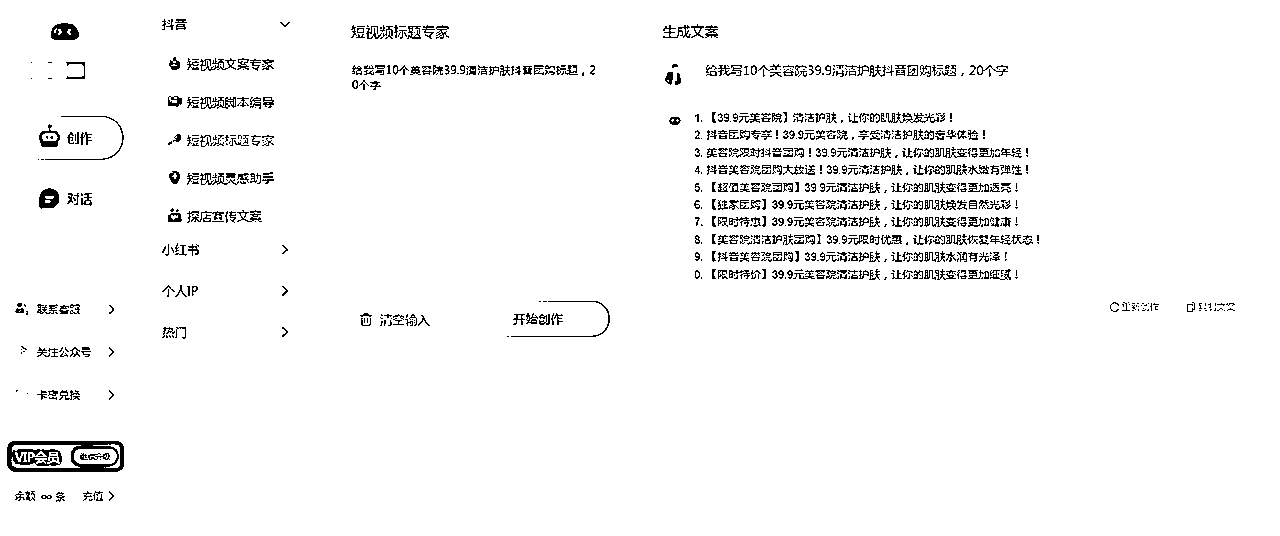 创作
对话
联系客服
关注公众号
卡密兑换
VIP会员
余额 ∞ 条 充值
抖音
短视频文案专家
短视频脚本编导
短视频标题专家
短视频灵感助手
探店宣传文案
小红书
个人IP
热门
短视频标题专家
给我写10个美容院39.9清洁护肤抖音团购标题，2
0个字
清空输入
开始创作
生成文案
给我写10个美容院39.9清洁护肤抖音团购标题，20个字
1. 【39.9元美容院】清洁护肤，让你的肌肤焕发光彩！
2. 抖音团购专享！39.9元美容院，享受清洁护肤的奢华体验！
3. 美容院限时抖音团购！39.9元清洁护肤，让你的肌肤变得更加年轻！
4. 抖音美容院团购大放送！39.9元清洁护肤，让你的肌肤水嫩有弹性！
5. 【超值美容院团购】39.9元清洁护肤，让你的肌肤变得更加透亮！
6. 【独家团购】39.9元美容院清洁护肤，让你的肌肤焕发自然光彩！
7. 【限时特惠】39.9元美容院清洁护肤，让你的肌肤变得更加健康！
8. 【美容院清洁护肤团购】39.9元限时优惠，让你的肌肤恢复年轻状态！
9. 【抖音美容院团购】39.9元清洁护肤，让你的肌肤水润有光泽！
0. 【限时特价】39.9元美容院清洁护肤，让你的肌肤变得更加细腻！
重新创作 复制文案